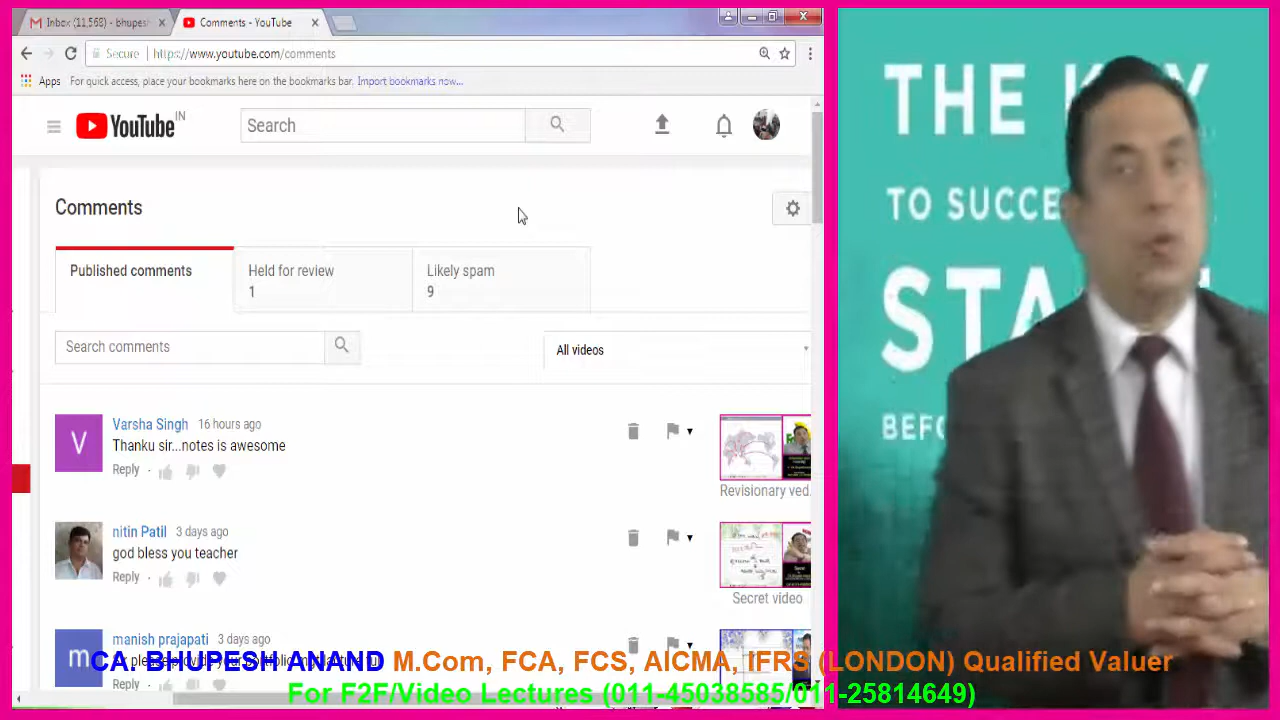 Inbox (11,568) - bhupes
Comments - YouTube
Secure
https://www.youtube.com/comments
Apps
For quick access, place your bookmarks here on the bookmarks bar. Import bookmarks now...
YouTube IN
Search
Comments
Published comments
Held for review
1
Likely spam
9
Search comments
All videos
V
Varsha Singh 16 hours ago
Thanku sir...notes is awesome
Reply
Revisionary ved.
nitin Patil 3 days ago
god bless you teacher
Reply
Secret video
m
manish prajapati 3 days ago
Reply
THE KEY
TO SUCCE
STA
BEFO
CA. BHUPESH ANAND M.Com, FCA, FCS, AICMA, IFRS (LONDON) Qualified Valuer
For F2F/Video Lectures (011-45038585/011-25814649)